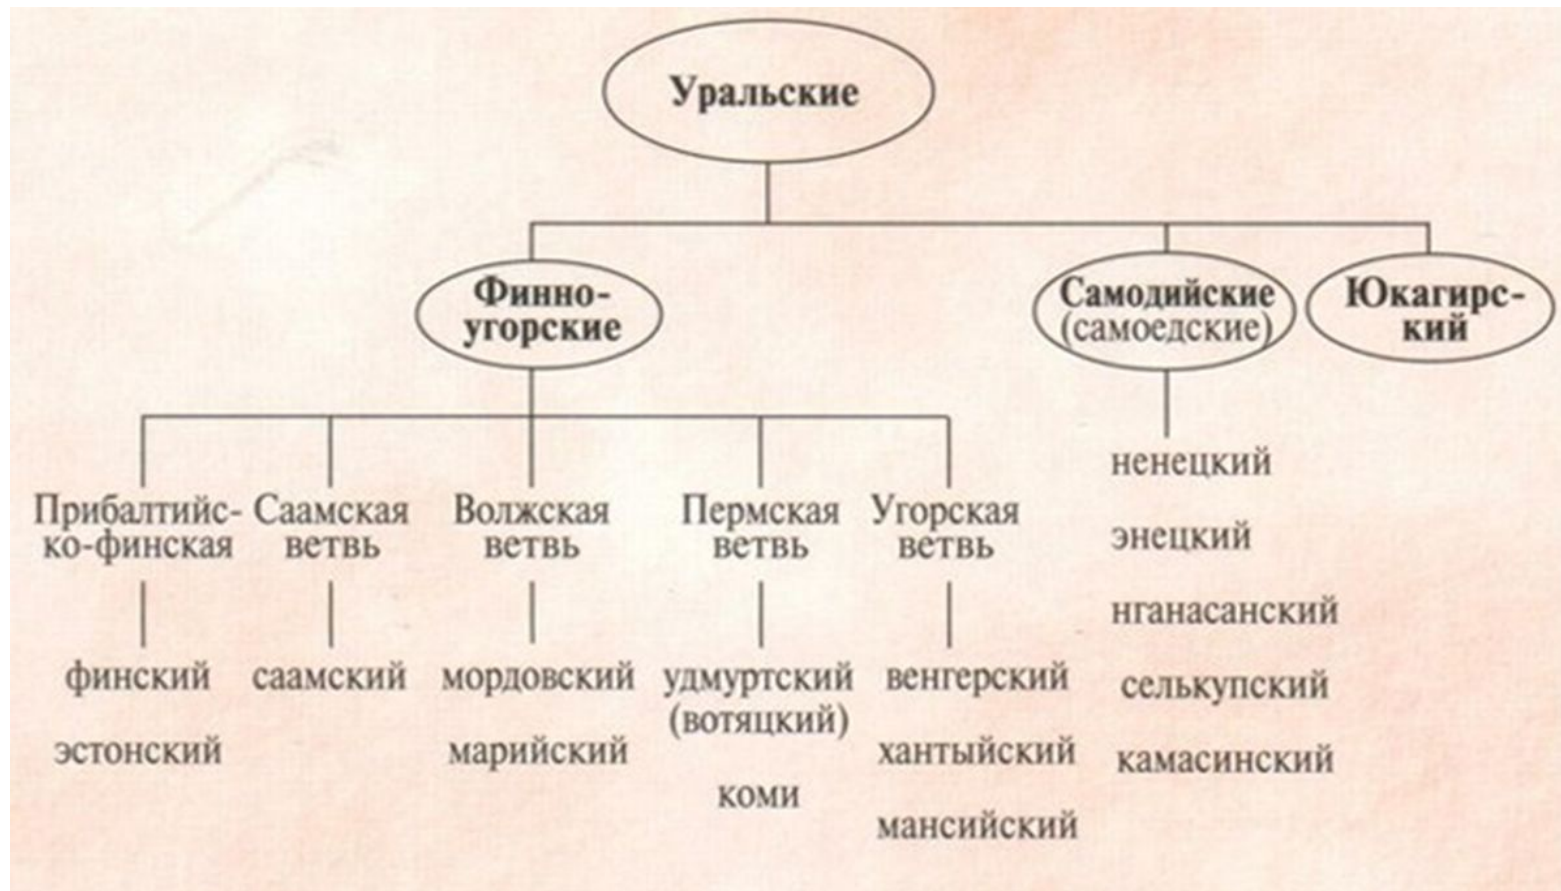 Уральские
Финно-
угорские
Самодийские
(самоедские)
Юкагирс-
кий
Прибалтийс-
ко-финская
Саамская
ветвь
Волжская
ветвь
Пермская
ветвь
Угорская
ветвь
финский
эстонский
саамский
мордовский
марийский
удмуртский
(вотяцкий)
коми
венгерский
хантыйский
мансийский
ненецкий
энецкий
нганасанский
селькупский
камасинский